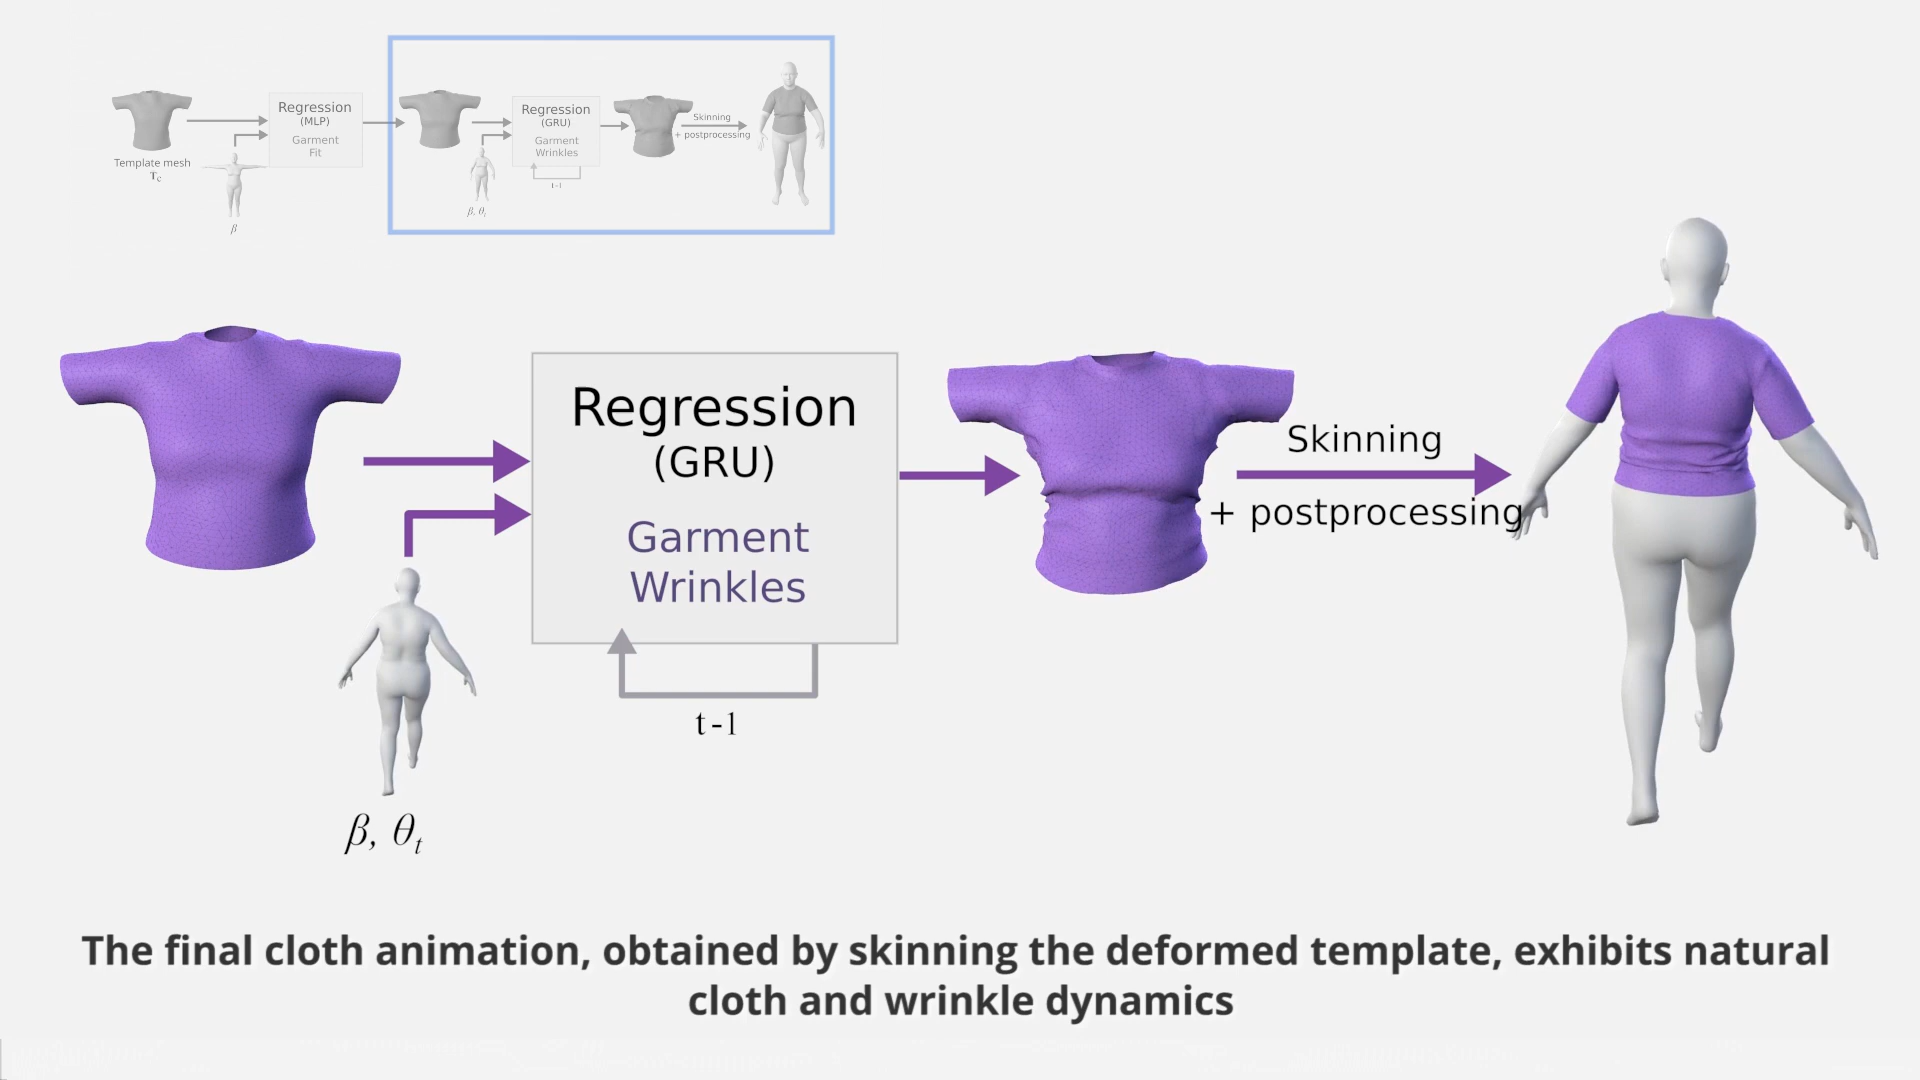 Regression
(MLP)
Garment
Fit
Template mesh
T_c
β
Regression
(GRU)
Garment
Wrinkles
t-1
β, θ_t
Skinning
+ postprocessing
Regression
(GRU)
Garment
Wrinkles
t-1
β, θ_t
Skinning
+ postprocessing
The final cloth animation, obtained by skinning the deformed template, exhibits natural
cloth and wrinkle dynamics